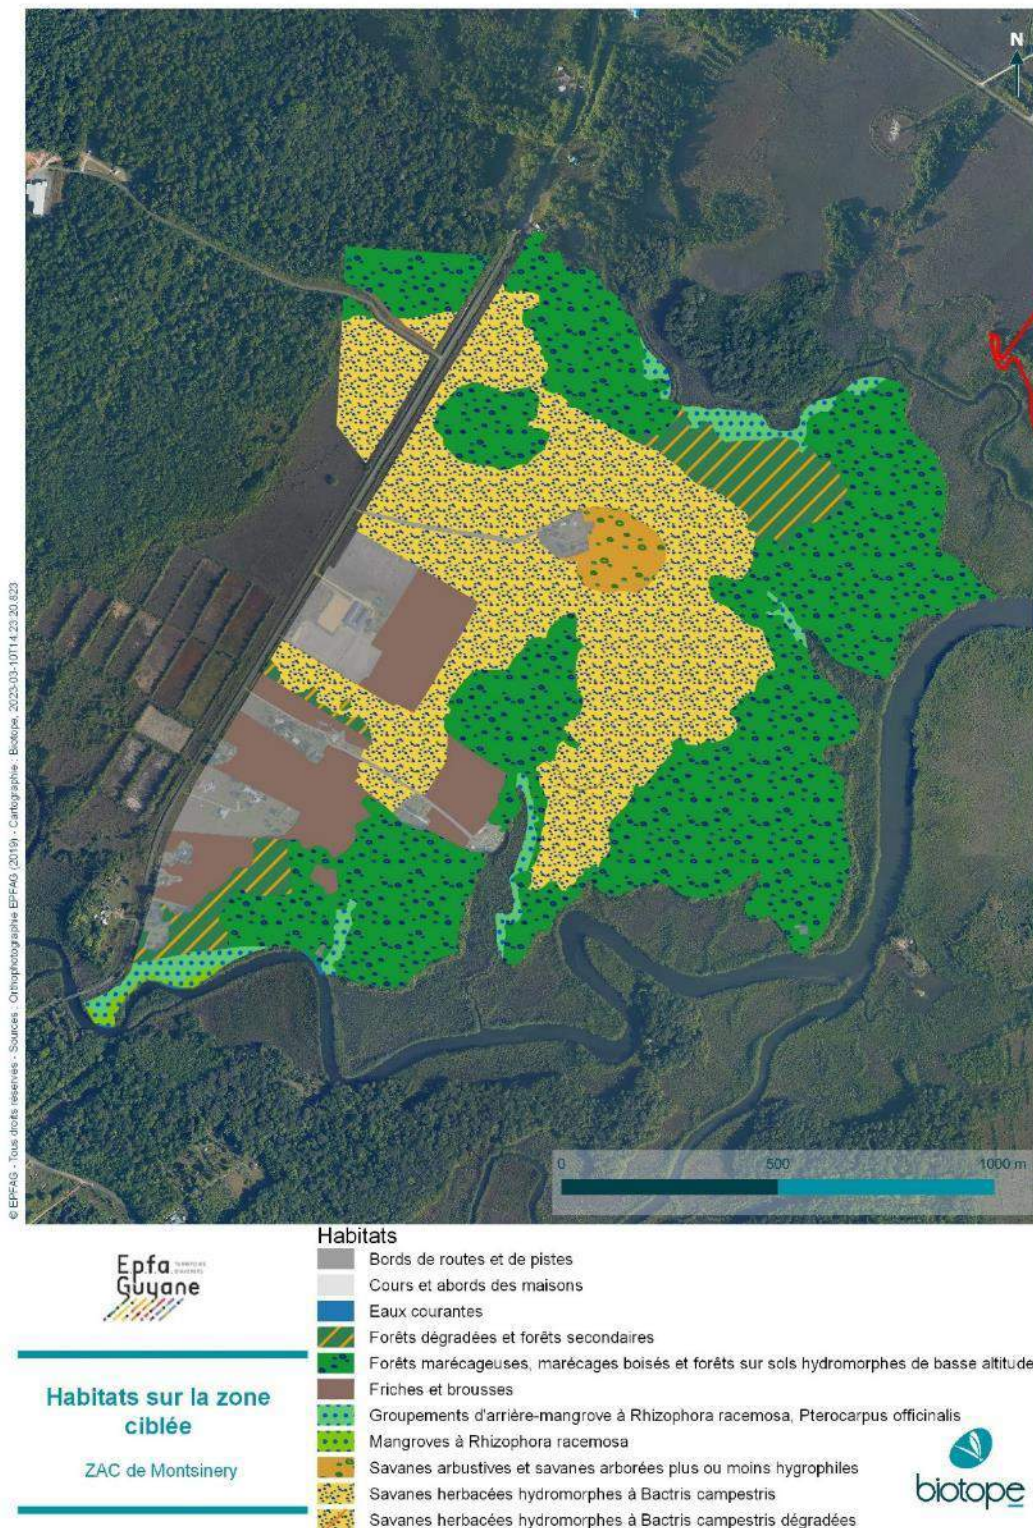 N
© EPFAG - Tous droits réservés - Sources : Orthophotographie EPFAG (2019) - Cartographie : Biotope, 2023-03-10T14:23:20.823
0 500 1000 m
Epfa
Guyane
Habitats sur la zone
ciblée
ZAC de Montsinery
Habitats
Bords de routes et de pistes
Cours et abords des maisons
Eaux courantes
Forêts dégradées et forêts secondaires
Forêts marécageuses, marécages boisés et forêts sur sols hydromorphes de basse altitude
Friches et brousses
Groupements d'arrière-mangrove à Rhizophora racemosa, Pterocarpus officinalis
Mangroves à Rhizophora racemosa
Savanes arbustives et savanes arborées plus ou moins hygrophiles
Savanes herbacées hydromorphes à Bactris campestris
Savanes herbacées hydromorphes à Bactris campestris dégradées
biotope